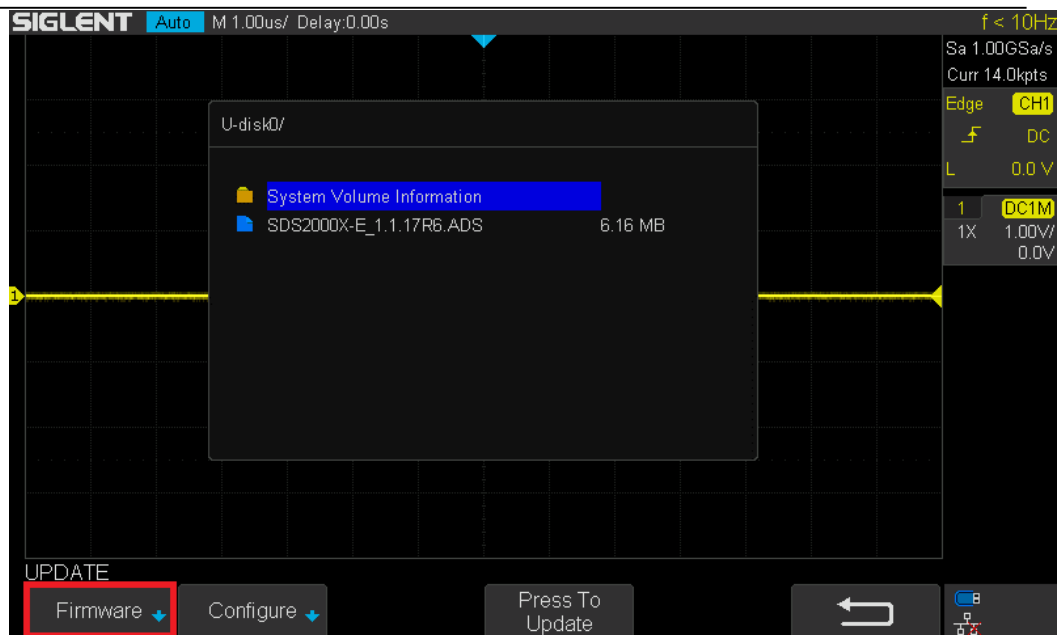 SIGLENT Auto M 1.00us/ Delay:0.00s f < 10Hz
Sa 1.00GSa/s
Curr 14.0kpts
Edge CH1
DC
L 0.0 V
1 DC1M
1X 1.00V/
0.0V
U-disk0/
System Volume Information
SDS2000X-E_1.1.17R6.ADS 6.16 MB
1
UPDATE
Firmware
Configure
Press To
Update